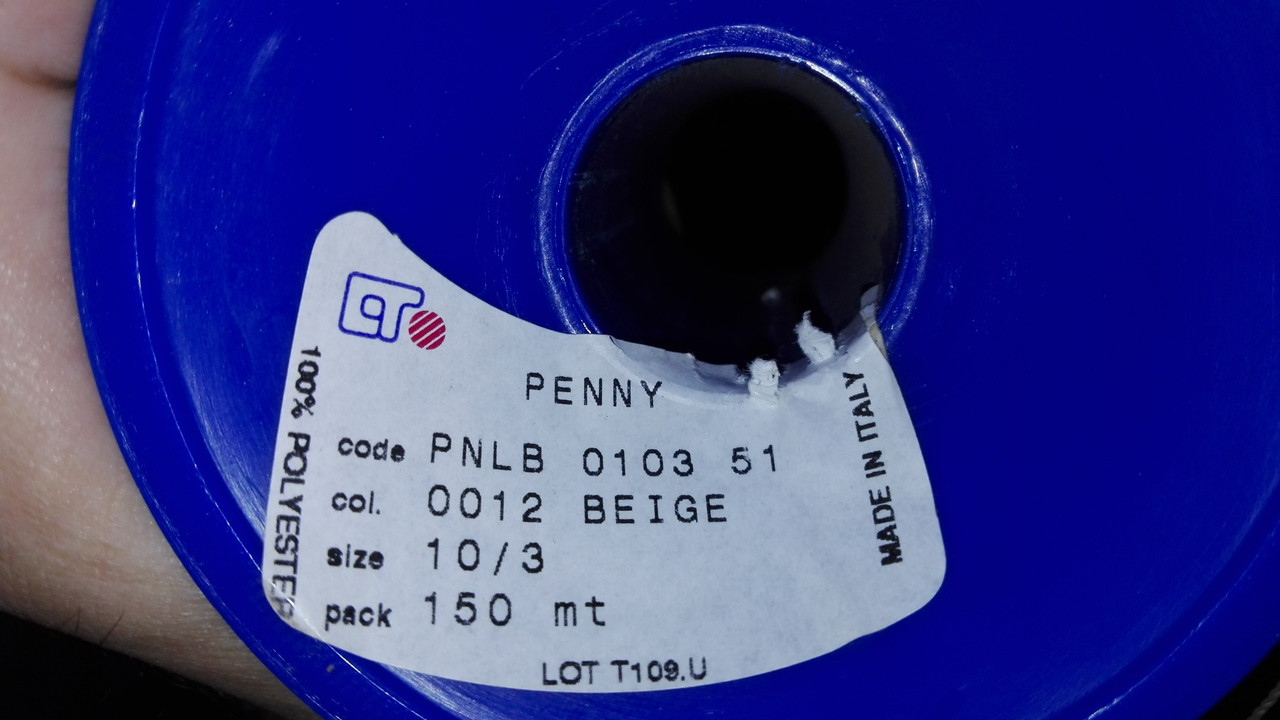 PENNY
code PNLB 0103 51
col. 0012 BEIGE
size 10/3
pack 150 mt
LOT T109.U
100% POLYESTER
MADE IN ITALY